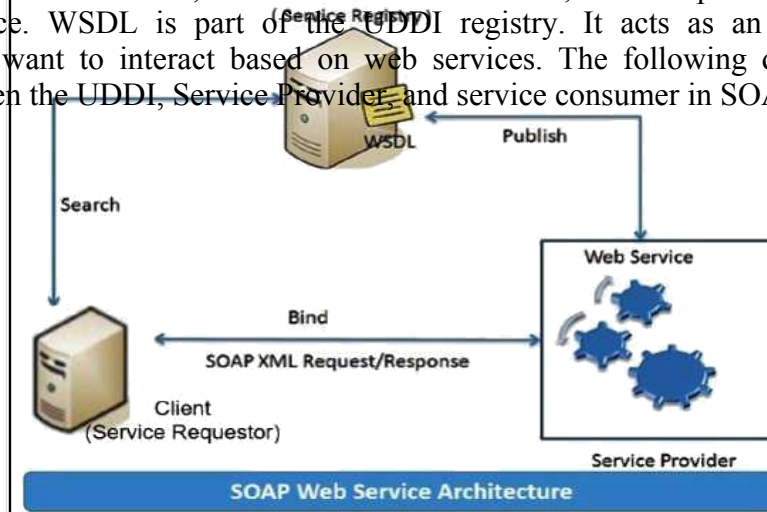 (Service Registry)
ce. WSDL is part of the UDDI registry. It acts as an
want to interact based on web services. The following
en the UDDI, Service Provider, and service consumer in SOA
WSDL
Publish
Search
Web Service
Bind
SOAP XML Request/Response
Client
(Service Requestor)
Service Provider
SOAP Web Service Architecture